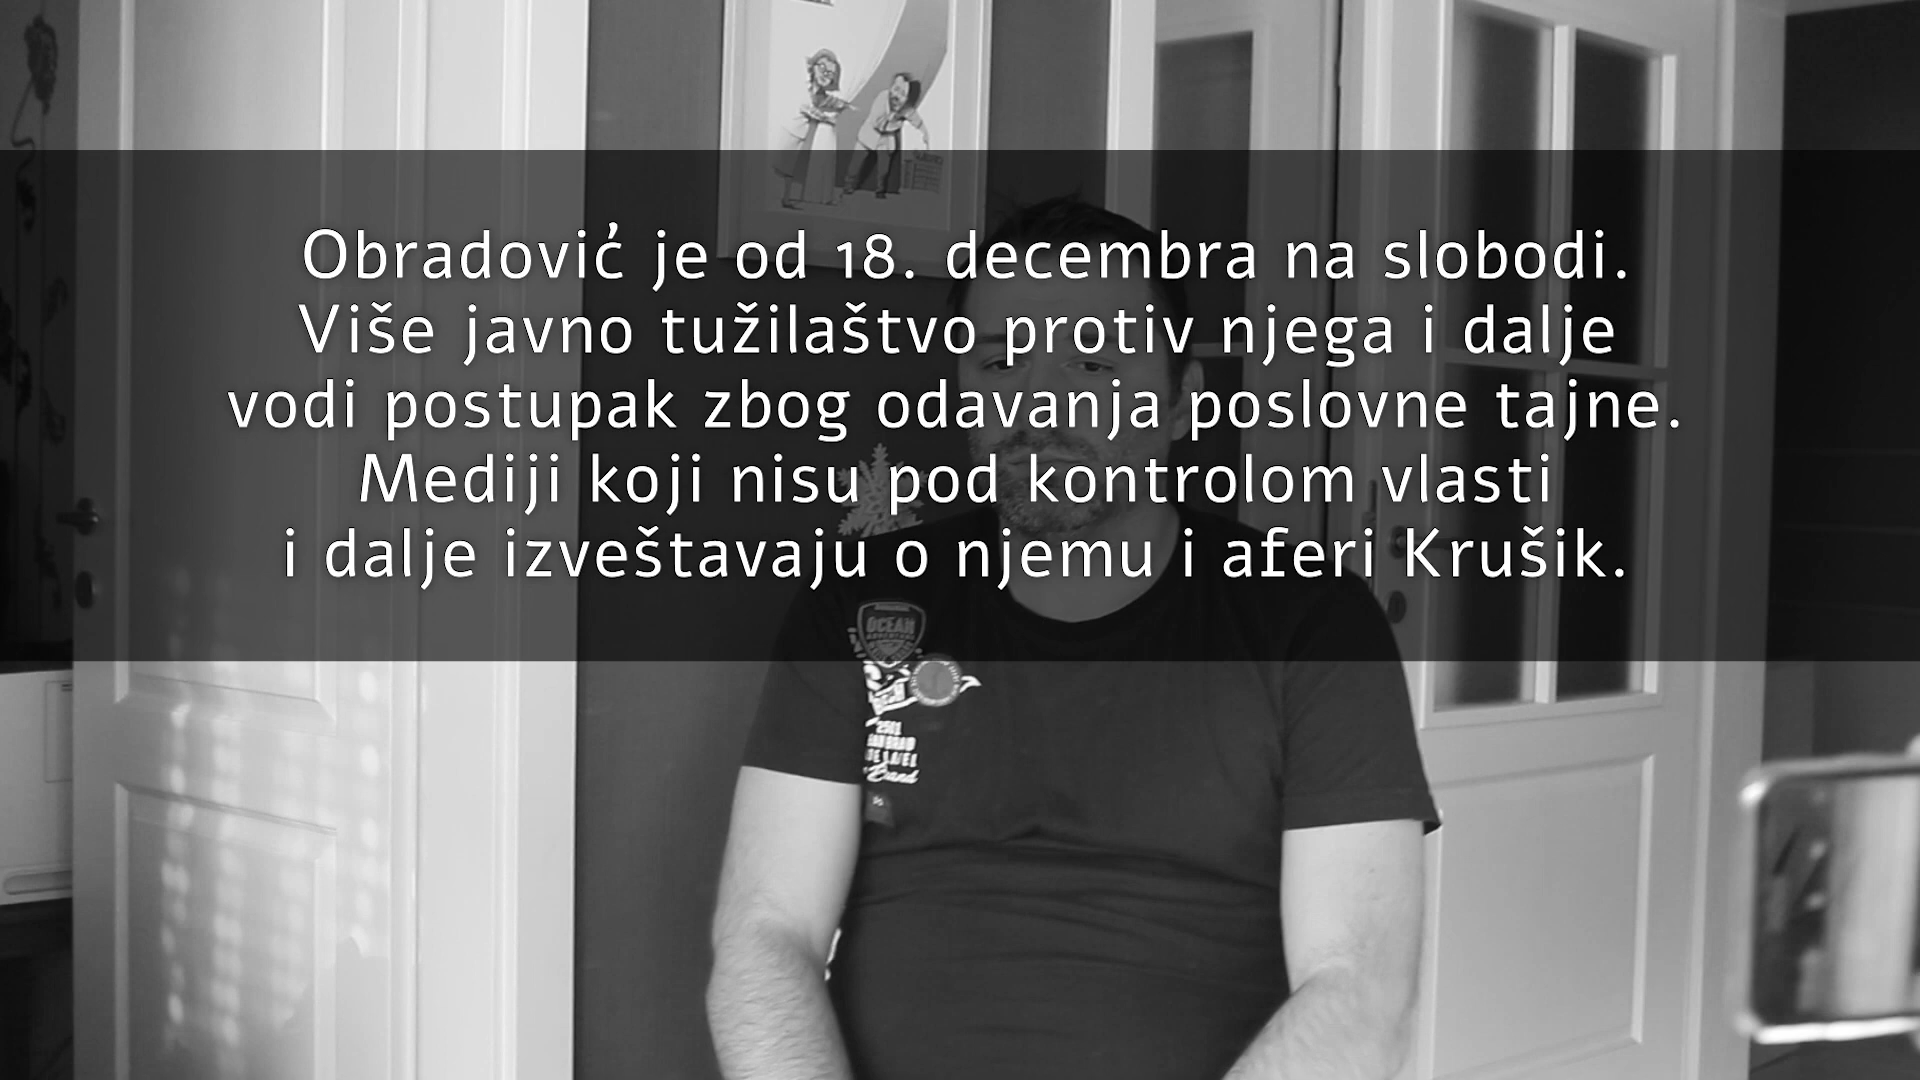 Obradović je od 18. decembra na slobodi.
Više javno tužilaštvo protiv njega i dalje
vodi postupak zbog odavanja poslovne tajne.
Mediji koji nisu pod kontrolom vlasti
i dalje izveštavaju o njemu i aferi Krušik.
OCEAN